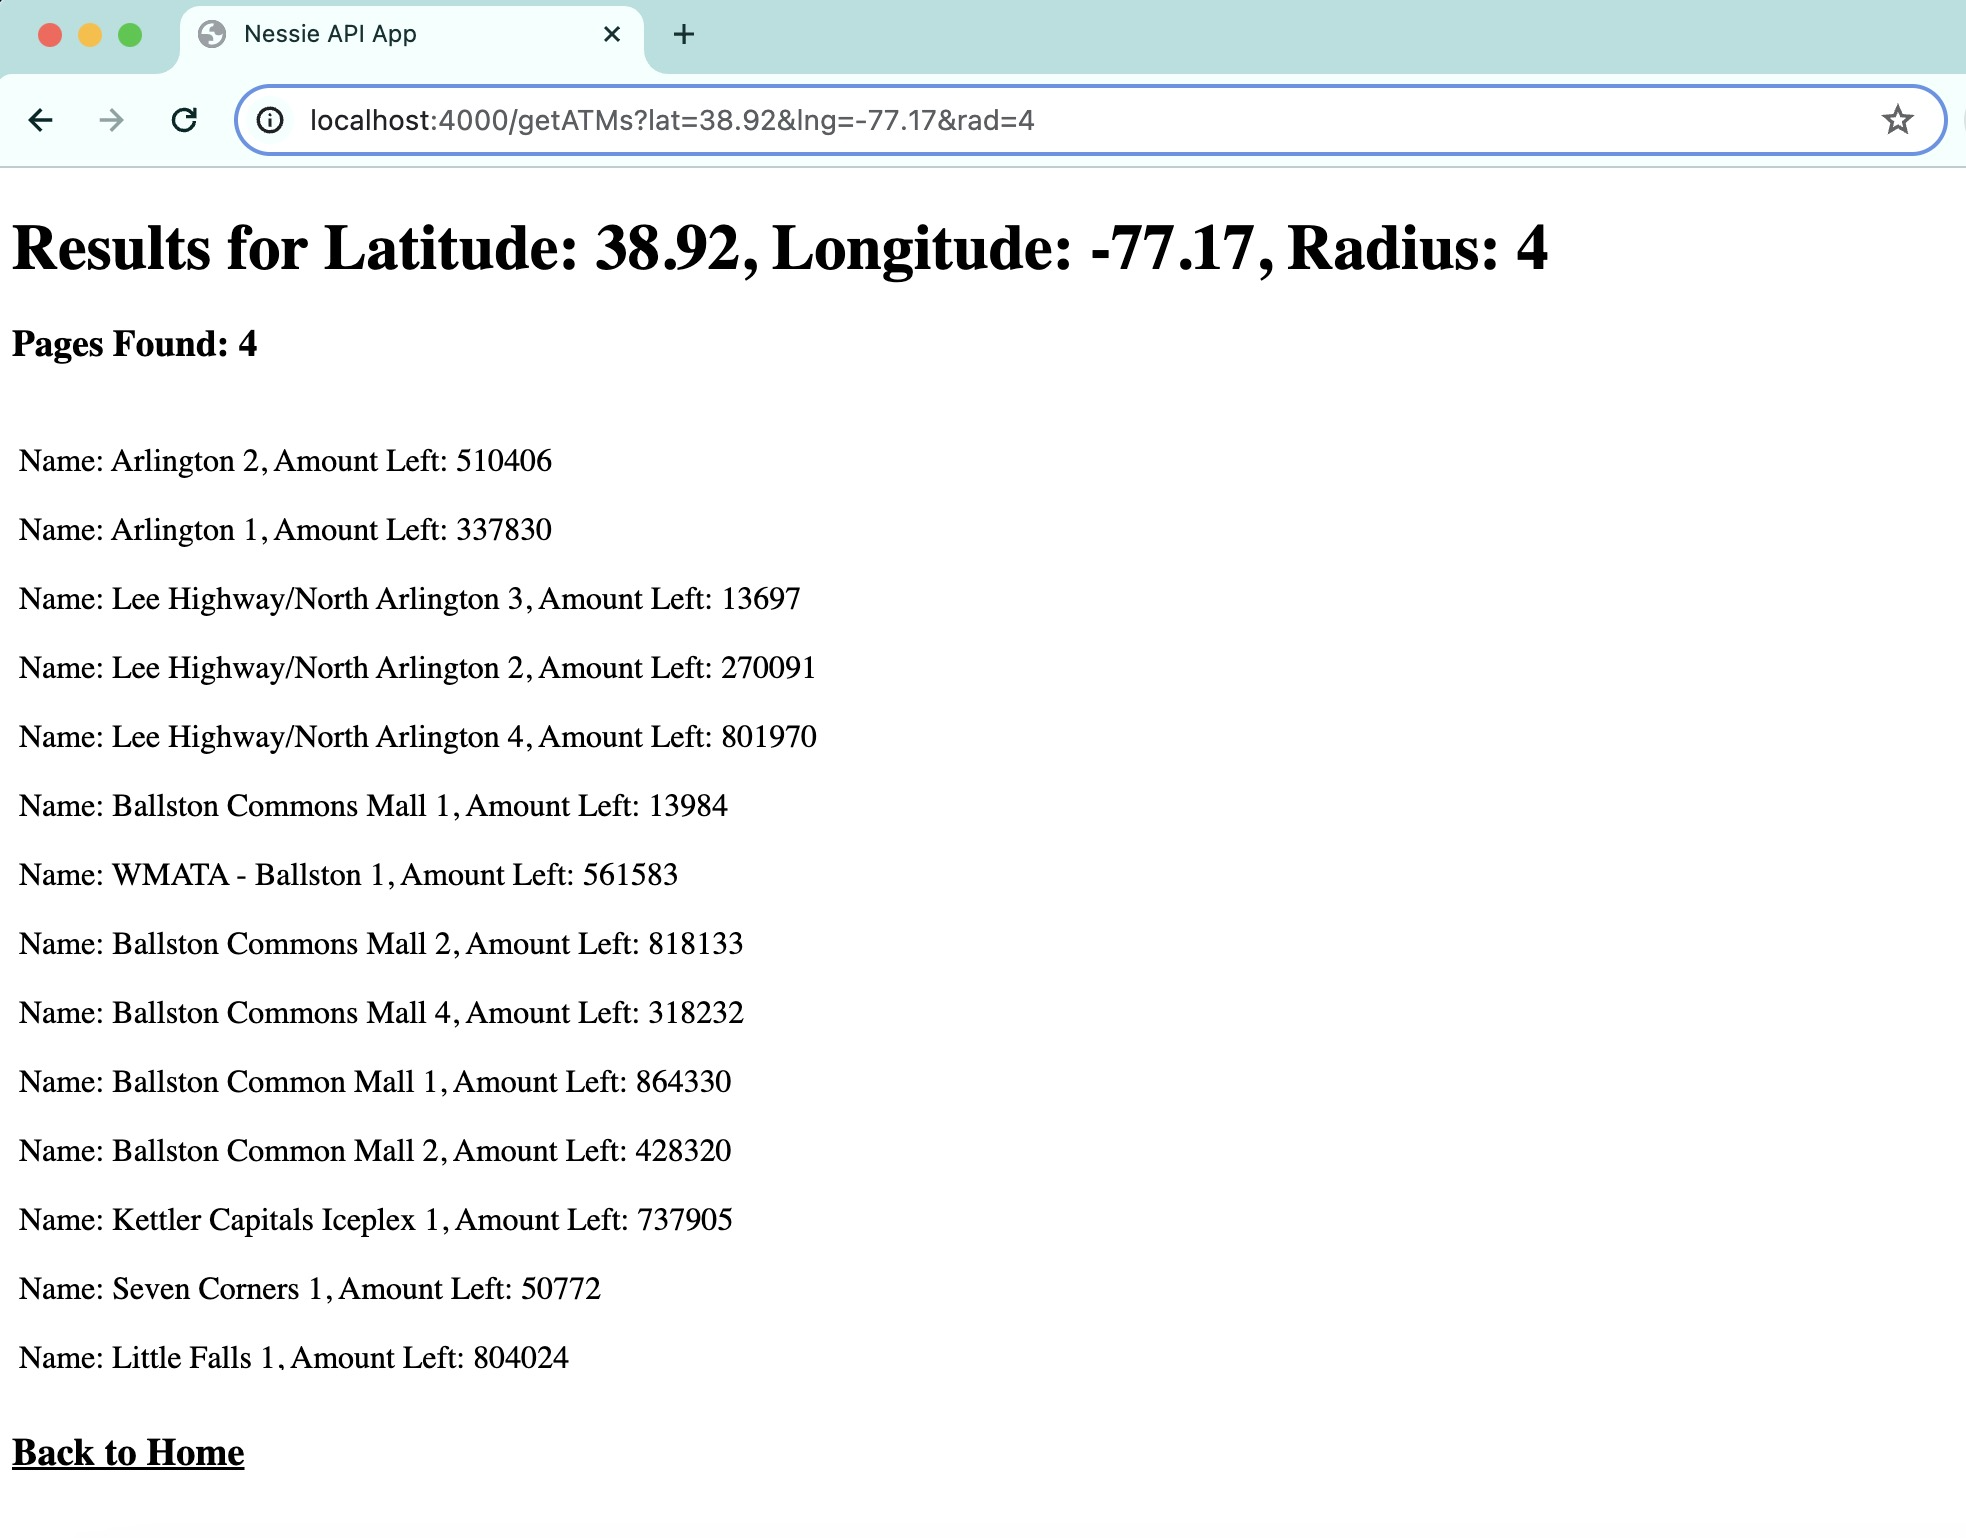 Nessie API App
localhost:4000/getATMs?lat=38.92&lng=-77.17&rad=4
Results for Latitude: 38.92, Longitude: -77.17, Radius: 4
Pages Found: 4
Name: Arlington 2, Amount Left: 510406
Name: Arlington 1, Amount Left: 337830
Name: Lee Highway/North Arlington 3, Amount Left: 13697
Name: Lee Highway/North Arlington 2, Amount Left: 270091
Name: Lee Highway/North Arlington 4, Amount Left: 801970
Name: Ballston Commons Mall 1, Amount Left: 13984
Name: WMATA - Ballston 1, Amount Left: 561583
Name: Ballston Commons Mall 2, Amount Left: 818133
Name: Ballston Commons Mall 4, Amount Left: 318232
Name: Ballston Common Mall 1, Amount Left: 864330
Name: Ballston Common Mall 2, Amount Left: 428320
Name: Kettler Capitals Iceplex 1, Amount Left: 737905
Name: Seven Corners 1, Amount Left: 50772
Name: Little Falls 1, Amount Left: 804024
Back to Home